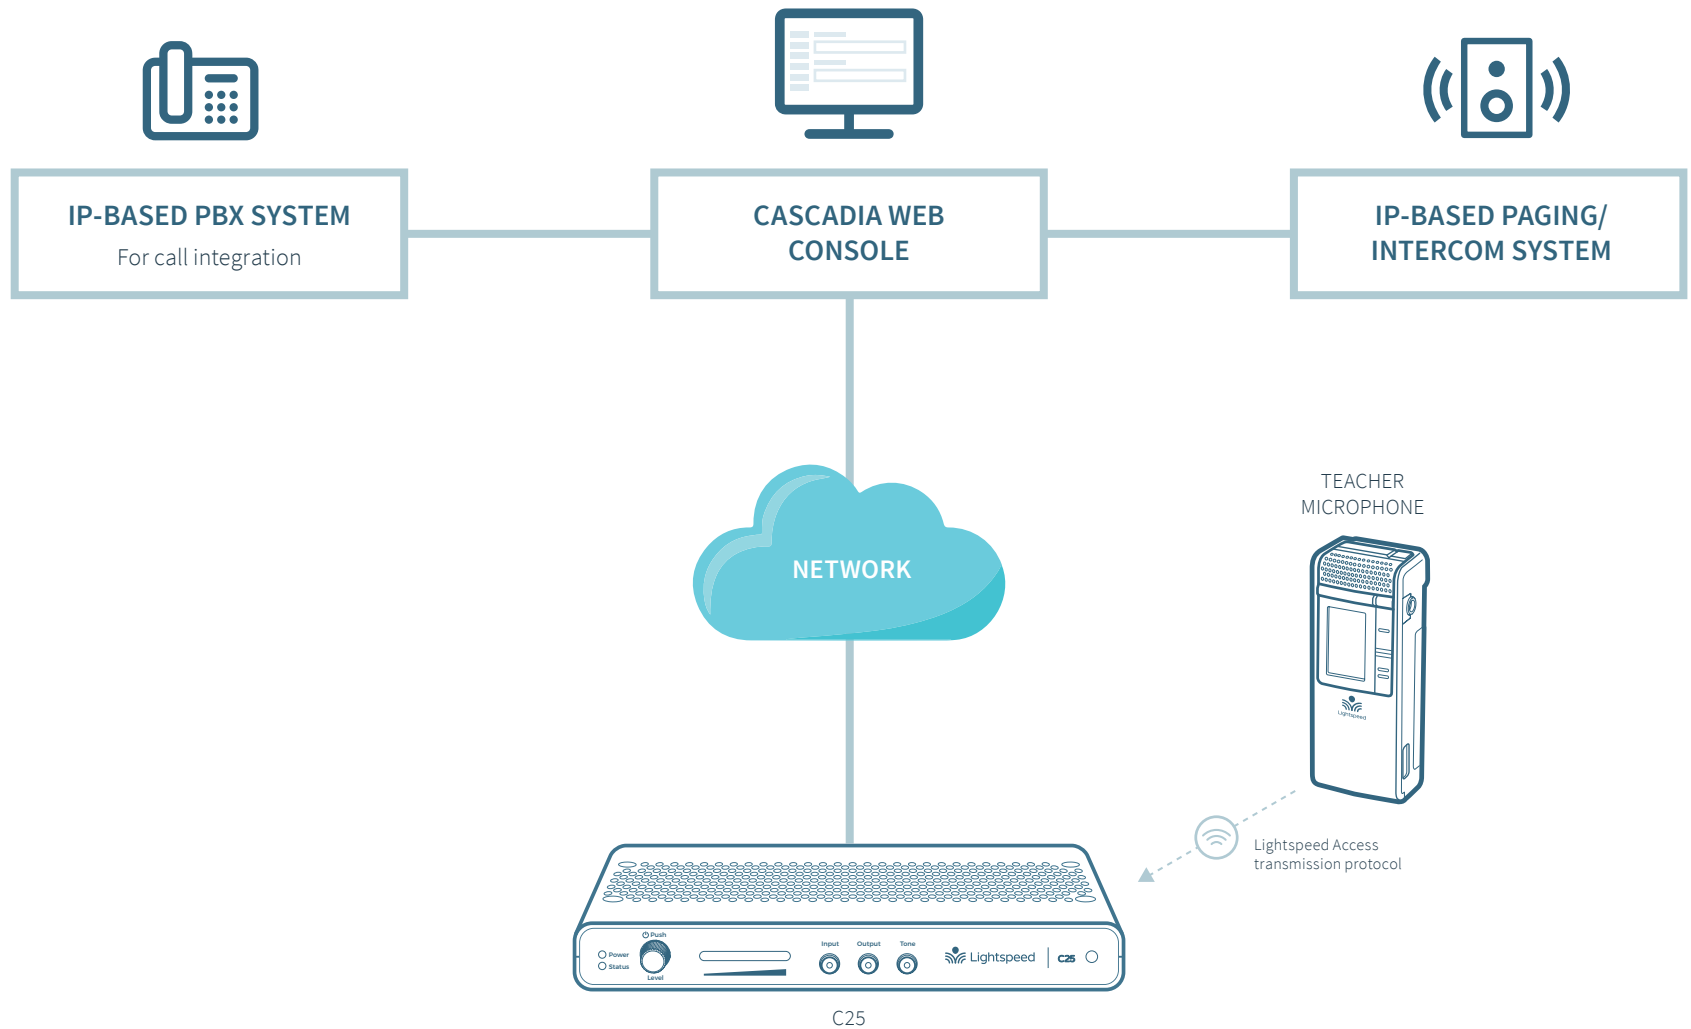 IP-BASED PBX SYSTEM
For call integration
CASCADIA WEB
CONSOLE
IP-BASED PAGING/
INTERCOM SYSTEM
NETWORK
TEACHER
MICROPHONE
Lightspeed
Lightspeed Access
transmission protocol
Push
Power
Status
Level
Input
Output
Tone
Lightspeed
C25
C25